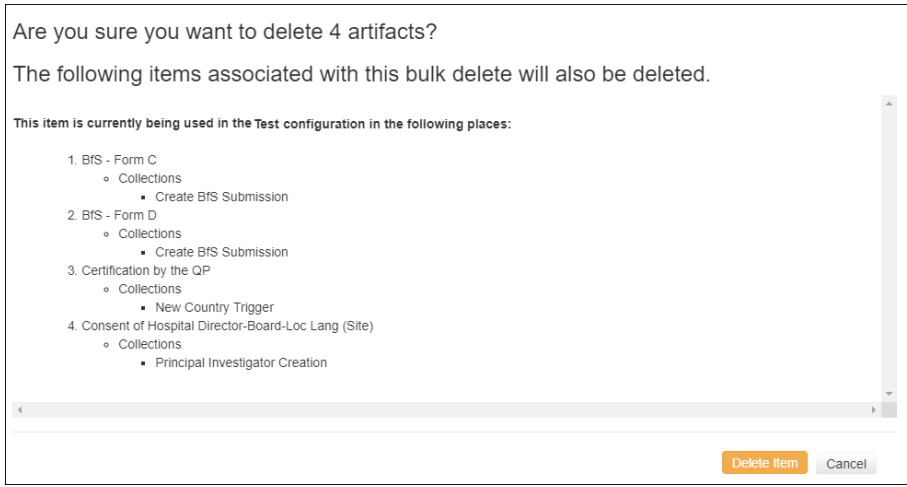 Are you sure you want to delete 4 artifacts?
The following items associated with this bulk delete will also be deleted.
This item is currently being used in the Test configuration in the following places:
1. BfS - Form C
Collections
Create BfS Submission
2. BfS - Form D
Collections
Create BfS Submission
3. Certification by the QP
Collections
New Country Trigger
4. Consent of Hospital Director-Board-Loc Lang (Site)
Collections
Principal Investigator Creation
Delete Item Cancel